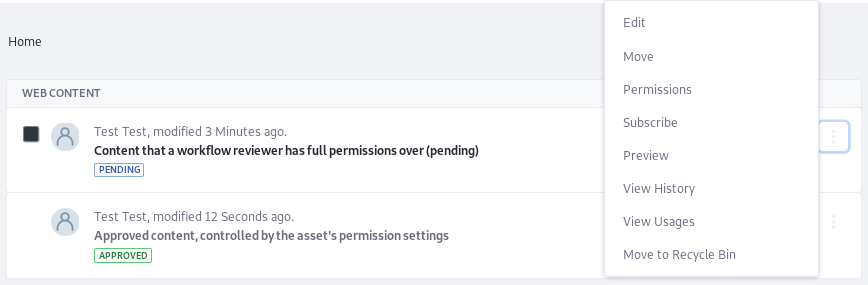 Home
WEB CONTENT
Test Test, modified 3 Minutes ago.
Content that a workflow reviewer has full permissions over (pending)
PENDING
Test Test, modified 12 Seconds ago.
Approved content, controlled by the asset's permission settings
APPROVED
Edit
Move
Permissions
Subscribe
Preview
View History
View Usages
Move to Recycle Bin